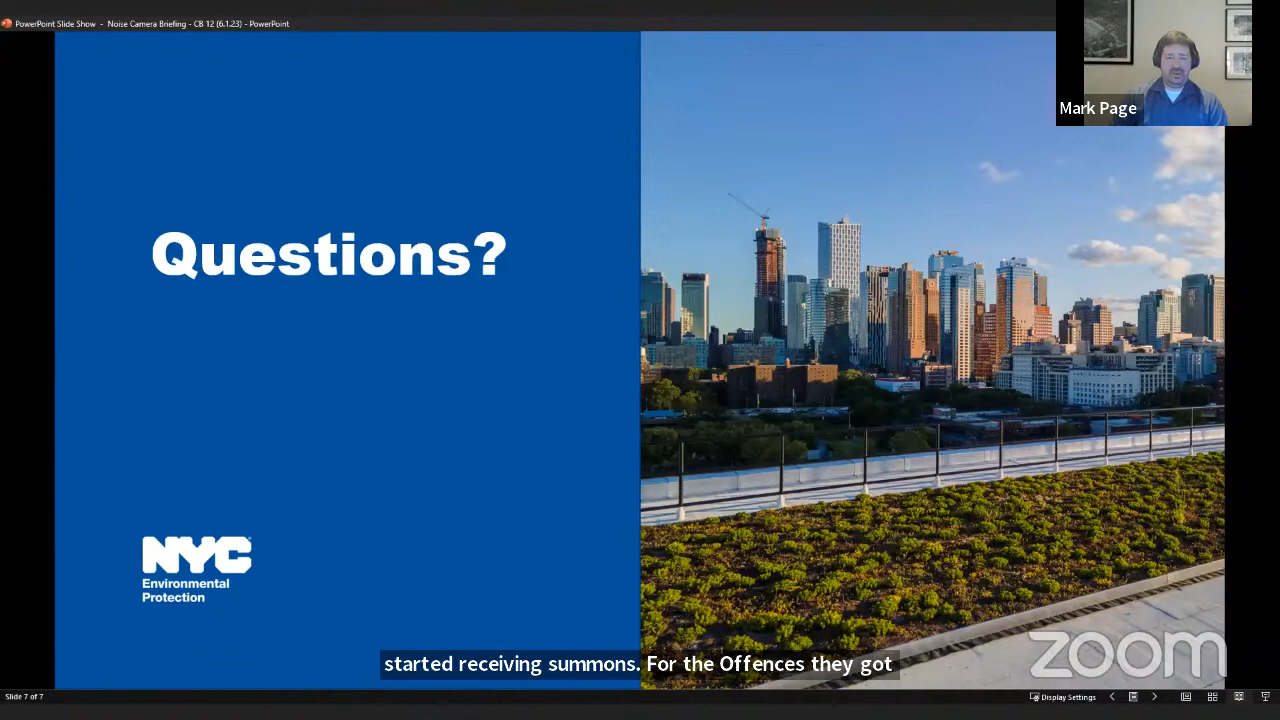 PowerPoint Slide Show - Noise Camera Briefing - CB 12 (6.1.23) - PowerPoint
Mark Page
Questions?
NYC
Environmental
Protection
started receiving summons. For the Offences they got
zoom
Slide 7 of 7
Display Settings